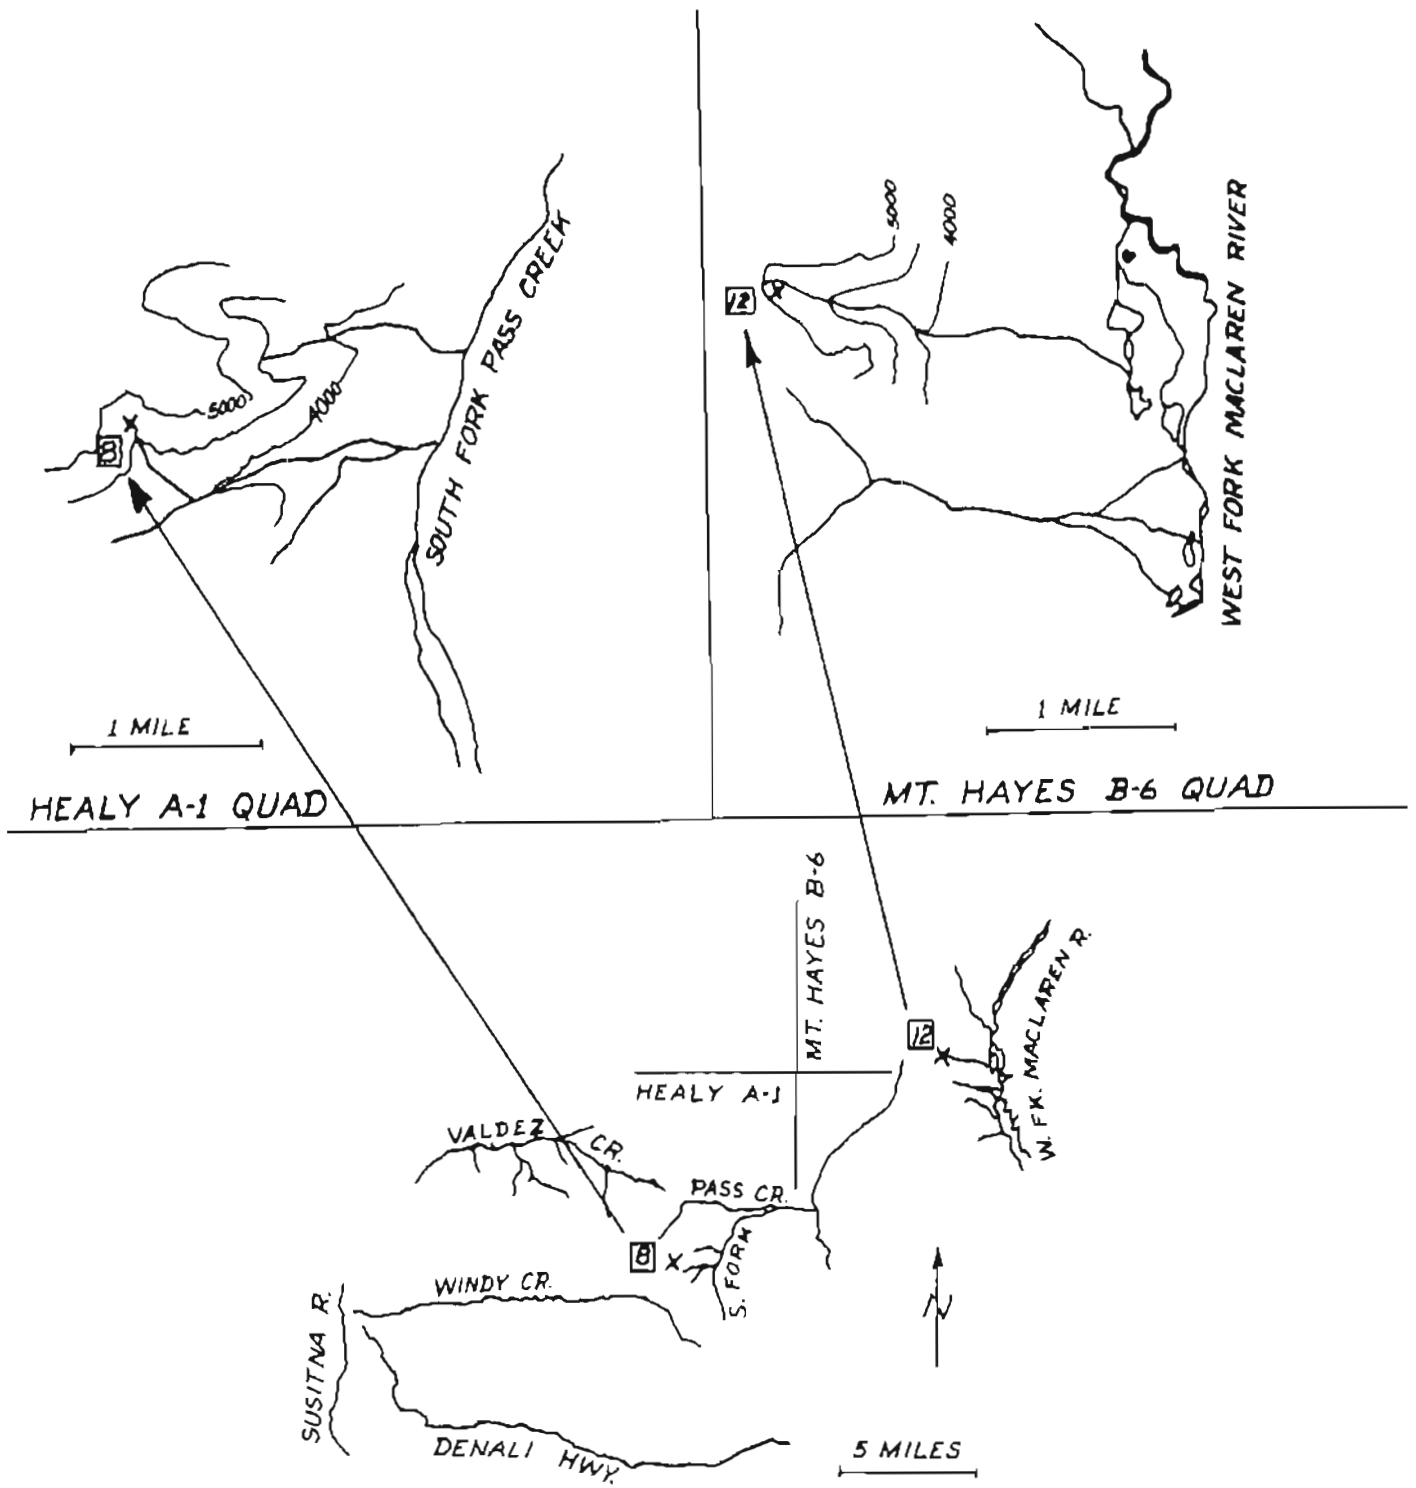 5000
4000
SOUTH FORK PASS CREEK
8
1 MILE
HEALY A-1 QUAD
5000
4000
12
WEST FORK MACLAREN RIVER
1 MILE
MT. HAYES B-6 QUAD
MT. HAYES B-6
HEALY A-1
12
W. FK. MACLAREN R.
VALDEZ CR.
PASS CR.
8
S. FORK
WINDY CR.
SUSITNA R.
N
DENALI HWY.
5 MILES